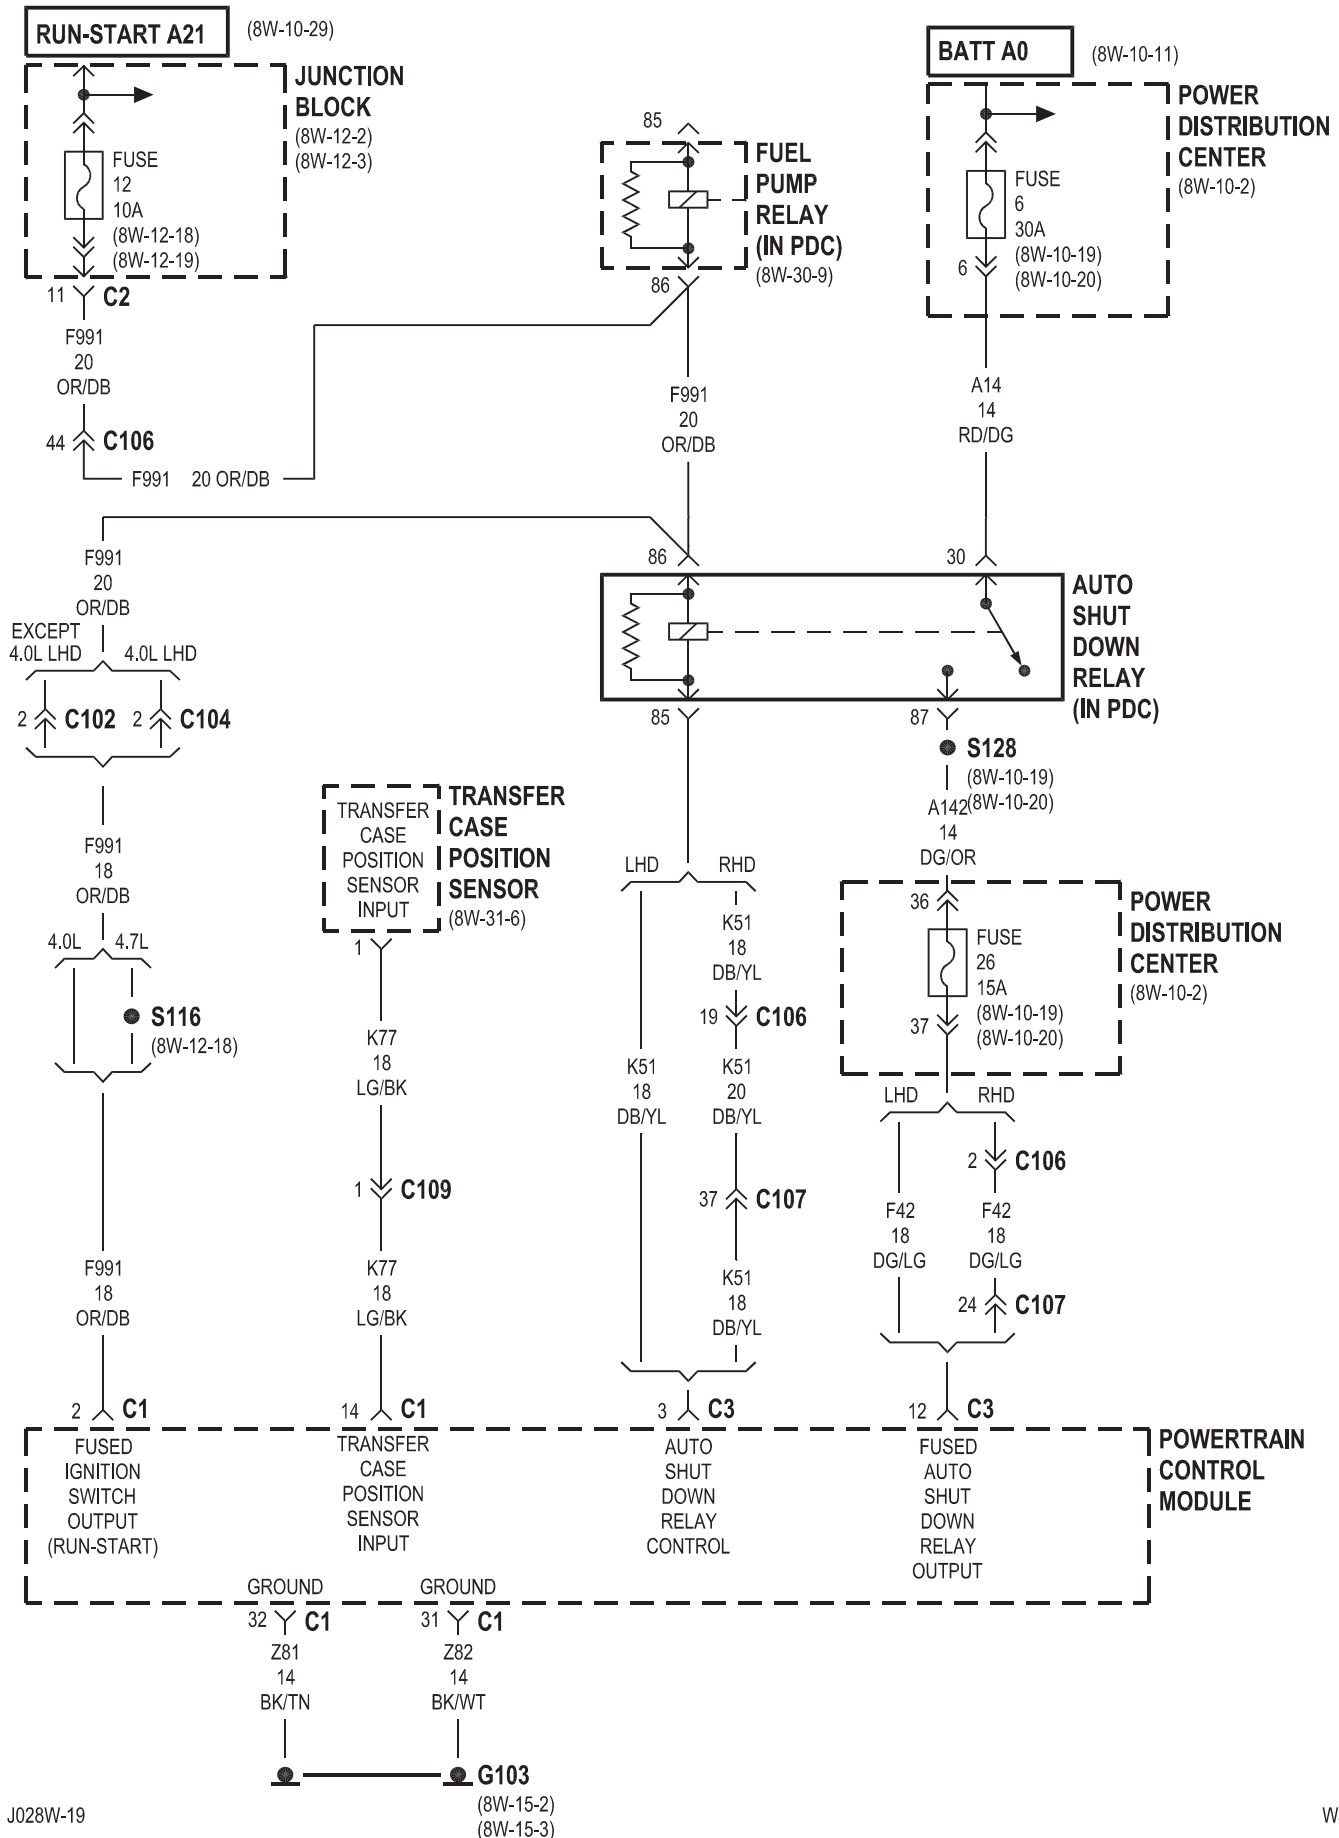 RUN-START A21
(8W-10-29)
BATT A0
(8W-10-11)
JUNCTION
BLOCK
(8W-12-2)
(8W-12-3)
FUSE
12
10A
(8W-12-18)
(8W-12-19)
11
C2
F991
20
OR/DB
44
C106
F991 20 OR/DB
85
FUEL
PUMP
RELAY
(IN PDC)
(8W-30-9)
86
F991
20
OR/DB
POWER
DISTRIBUTION
CENTER
(8W-10-2)
FUSE
6
30A
(8W-10-19)
(8W-10-20)
6
A14
14
RD/DG
86
30
AUTO
SHUT
DOWN
RELAY
(IN PDC)
85
87
S128
(8W-10-19)
(8W-10-20)
A142
14
DG/OR
F991
20
OR/DB
EXCEPT
4.0L LHD
4.0L LHD
2
C102
2
C104
F991
18
OR/DB
4.0L
4.7L
S116
(8W-12-18)
F991
18
OR/DB
TRANSFER
CASE
POSITION
SENSOR
INPUT
TRANSFER
CASE
POSITION
SENSOR
(8W-31-6)
1
K77
18
LG/BK
1
C109
K77
18
LG/BK
LHD
RHD
K51
18
DB/YL
19
C106
K51
18
DB/YL
K51
20
DB/YL
37
C107
K51
18
DB/YL
36
POWER
DISTRIBUTION
CENTER
(8W-10-2)
FUSE
26
15A
(8W-10-19)
(8W-10-20)
37
LHD
RHD
2
C106
F42
18
DG/LG
F42
18
DG/LG
24
C107
2
C1
14
C1
3
C3
12
C3
FUSED
IGNITION
SWITCH
OUTPUT
(RUN-START)
TRANSFER
CASE
POSITION
SENSOR
INPUT
AUTO
SHUT
DOWN
RELAY
CONTROL
FUSED
AUTO
SHUT
DOWN
RELAY
OUTPUT
POWERTRAIN
CONTROL
MODULE
GROUND
GROUND
32
C1
31
C1
Z81
14
BK/TN
Z82
14
BK/WT
G103
(8W-15-2)
(8W-15-3)
J028W-19
W